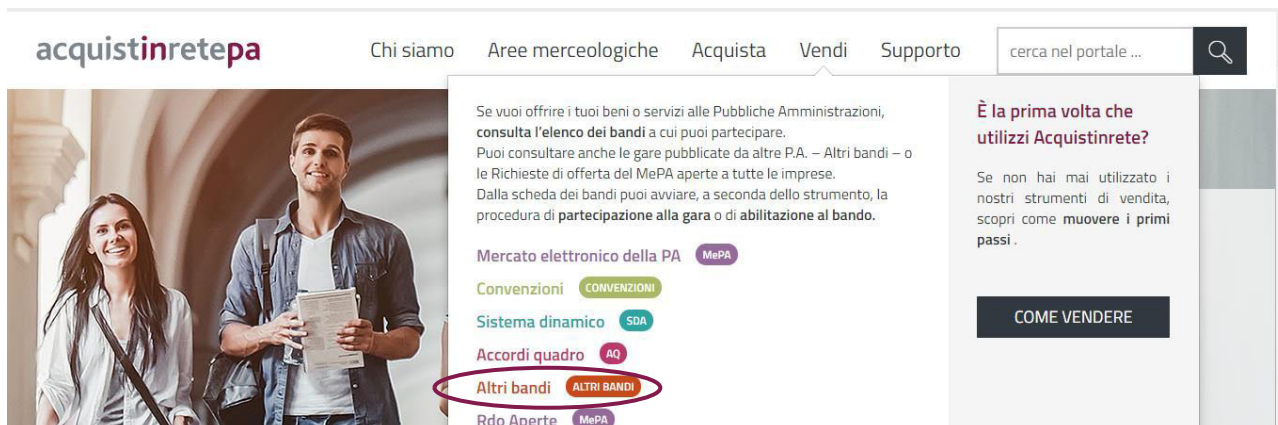 acquistinretepa
Chi siamo Aree merceologiche Acquista Vendi Supporto cerca nel portale ...
Se vuoi offrire i tuoi beni o servizi alle Pubbliche Amministrazioni,
consulta l'elenco dei bandi a cui puoi partecipare.
Puoi consultare anche le gare pubblicate da altre P.A. – Altri bandi – o
le Richieste di offerta del MePA aperte a tutte le imprese.
Dalla scheda dei bandi puoi avviare, a seconda dello strumento, la
procedura di partecipazione alla gara o di abilitazione al bando.
Mercato elettronico della PA MePA
Convenzioni CONVENZIONI
Sistema dinamico SDA
Accordi quadro AQ
Altri bandi ALTRI BANDI
Rdo Aperte MePA
È la prima volta che
utilizzi Acquistinrete?
Se non hai mai utilizzato i
nostri strumenti di vendita,
scopri come muovere i primi
passi .
COME VENDERE